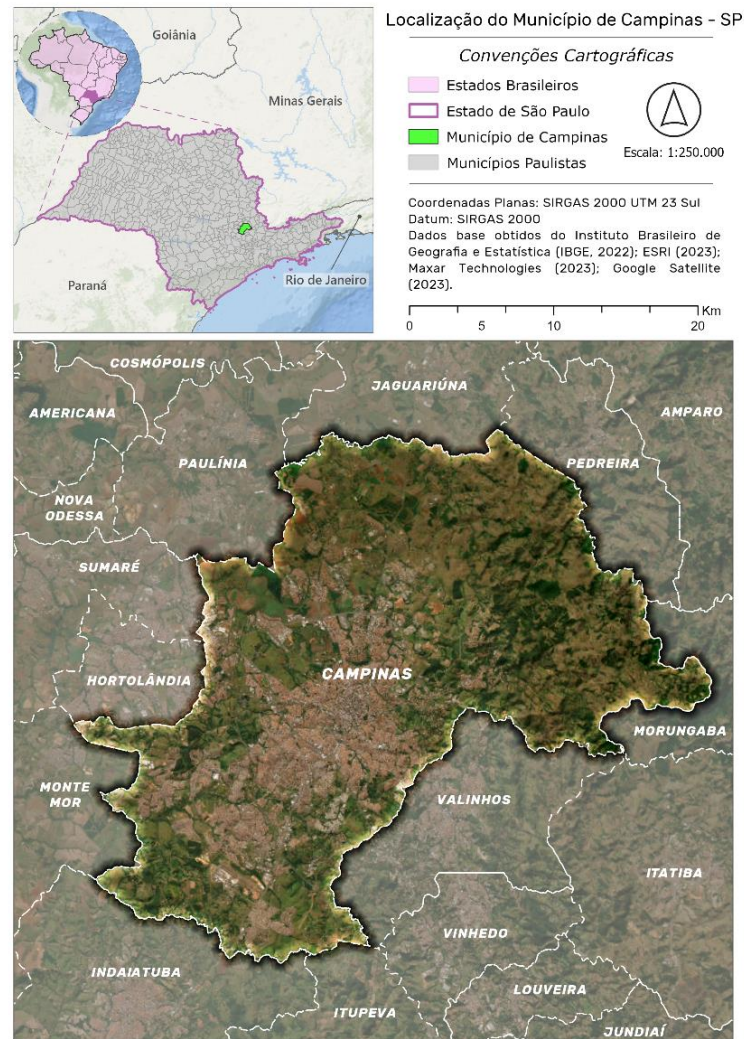 Localização do Município de Campinas - SP
Convenções Cartográficas
Estados Brasileiros
Estado de São Paulo
Município de Campinas
Municípios Paulistas
Escala: 1:250.000
Coordenadas Planas: SIRGAS 2000 UTM 23 Sul
Datum: SIRGAS 2000
Dados base obtidos do Instituto Brasileiro de
Geografia e Estatística (IBGE, 2022); ESRI (2023);
Maxar Technologies (2023); Google Satellite
(2023).
Km
0 5 10 20
Goiânia
Minas Gerais
Paraná
Rio de Janeiro
COSMÓPOLIS
JAGUARIÚNA
AMERICANA
AMPARO
PAULÍNIA
PEDREIRA
NOVA
ODESSA
SUMARÉ
HORTOLÂNDIA
CAMPINAS
MORUNGABA
MONTE
MOR
VALINHOS
ITATIBA
VINHEDO
INDAIATUBA
LOUVEIRA
ITUPEVA
JUNDIAÍ